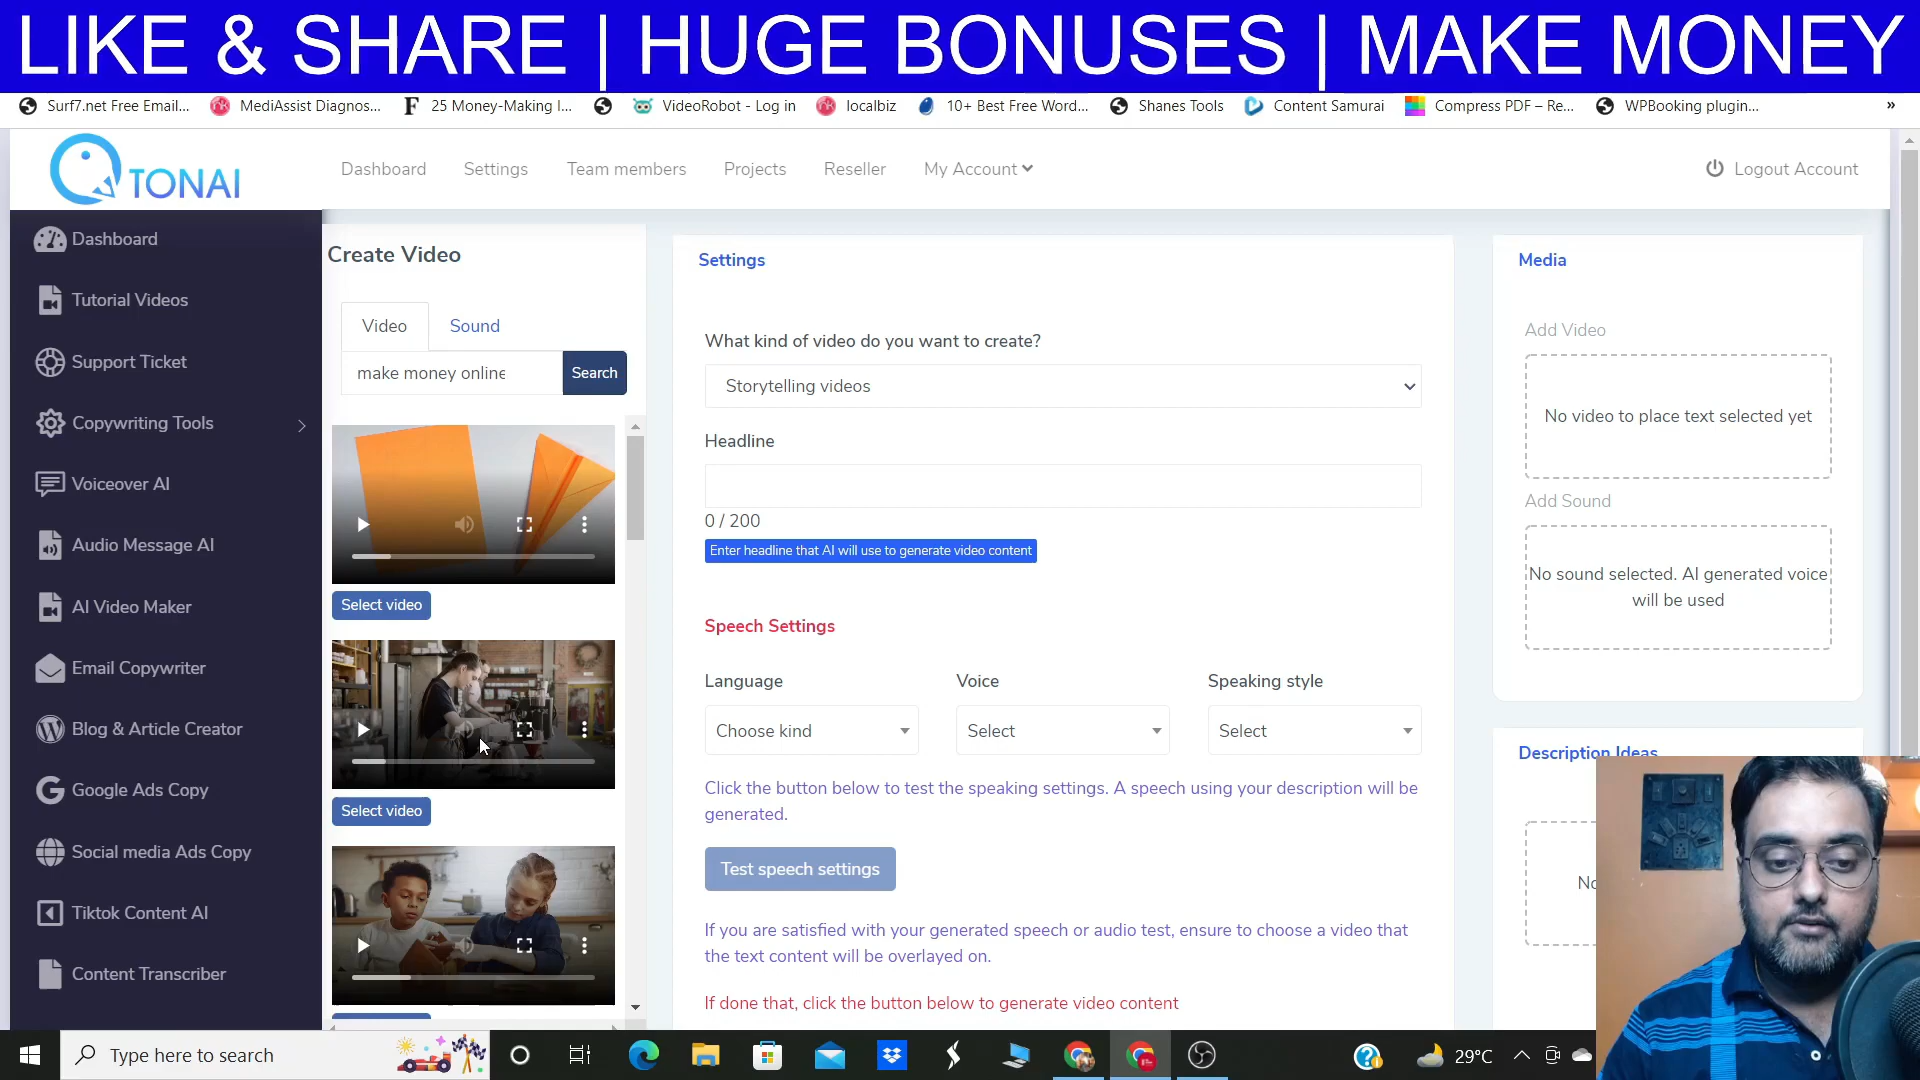 LIKE & SHARE | HUGE BONUSES | MAKE MONEY
Surf7.net Free Email... MediAssist Diagnos... 25 Money-Making I... VideoRobot - Log in localbiz 10+ Best Free Word... Shanes Tools Content Samurai Compress PDF – Re... WPBooking plugin... »
QTONAI
Dashboard Settings Team members Projects Reseller My Account Logout Account
Dashboard
Tutorial Videos
Support Ticket
Copywriting Tools
Voiceover AI
Audio Message AI
AI Video Maker
Email Copywriter
Blog & Article Creator
Google Ads Copy
Social media Ads Copy
Tiktok Content AI
Content Transcriber
Create Video
Video Sound
make money online Search
Select video
Select video
Settings
What kind of video do you want to create?
Storytelling videos
Headline
0 / 200
Enter headline that AI will use to generate video content
Speech Settings
Language Voice Speaking style
Choose kind Select Select
Click the button below to test the speaking settings. A speech using your description will be
generated.
Test speech settings
If you are satisfied with your generated speech or audio test, ensure to choose a video that
the text content will be overlayed on.
If done that, click the button below to generate video content
Media
Add Video
No video to place text selected yet
Add Sound
No sound selected. AI generated voice
will be used
Description Ideas
Type here to search
29°C